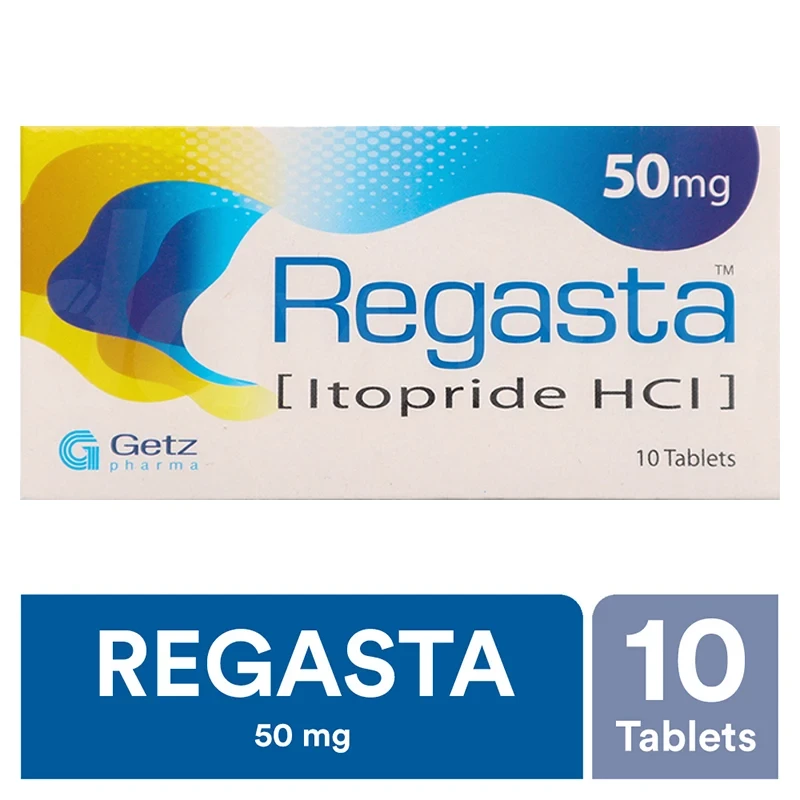 50mg
Regasta™
[Itopride HCl]
Getz
pharma
10 Tablets
REGASTA
50 mg
10
Tablets